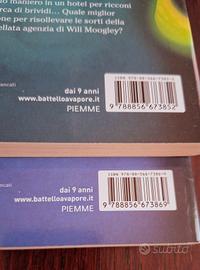 o maniero in un hotel per ricconi
rca di brividi... Quale miglior
one per risollevare le sorti della
ellata agenzia di Will Moogley?
dai 9 anni
www.battelloavapore.it
PIEMME
9 788856 673852
dai 9 anni
www.battelloavapore.it
PIEMME
9 788856 673869
subito